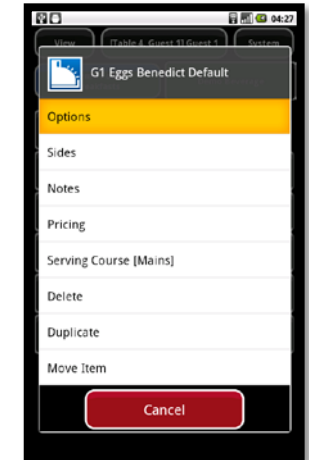 04:27
View [Table 4, Guest 1] Guest 1 System
G1 Eggs Benedict Default
Options
Sides
Notes
Pricing
Serving Course [Mains]
Delete
Duplicate
Move Item
Cancel